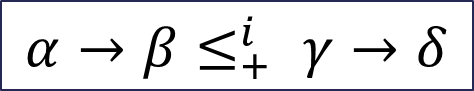 α → β ≤₊ⁱ γ → δ